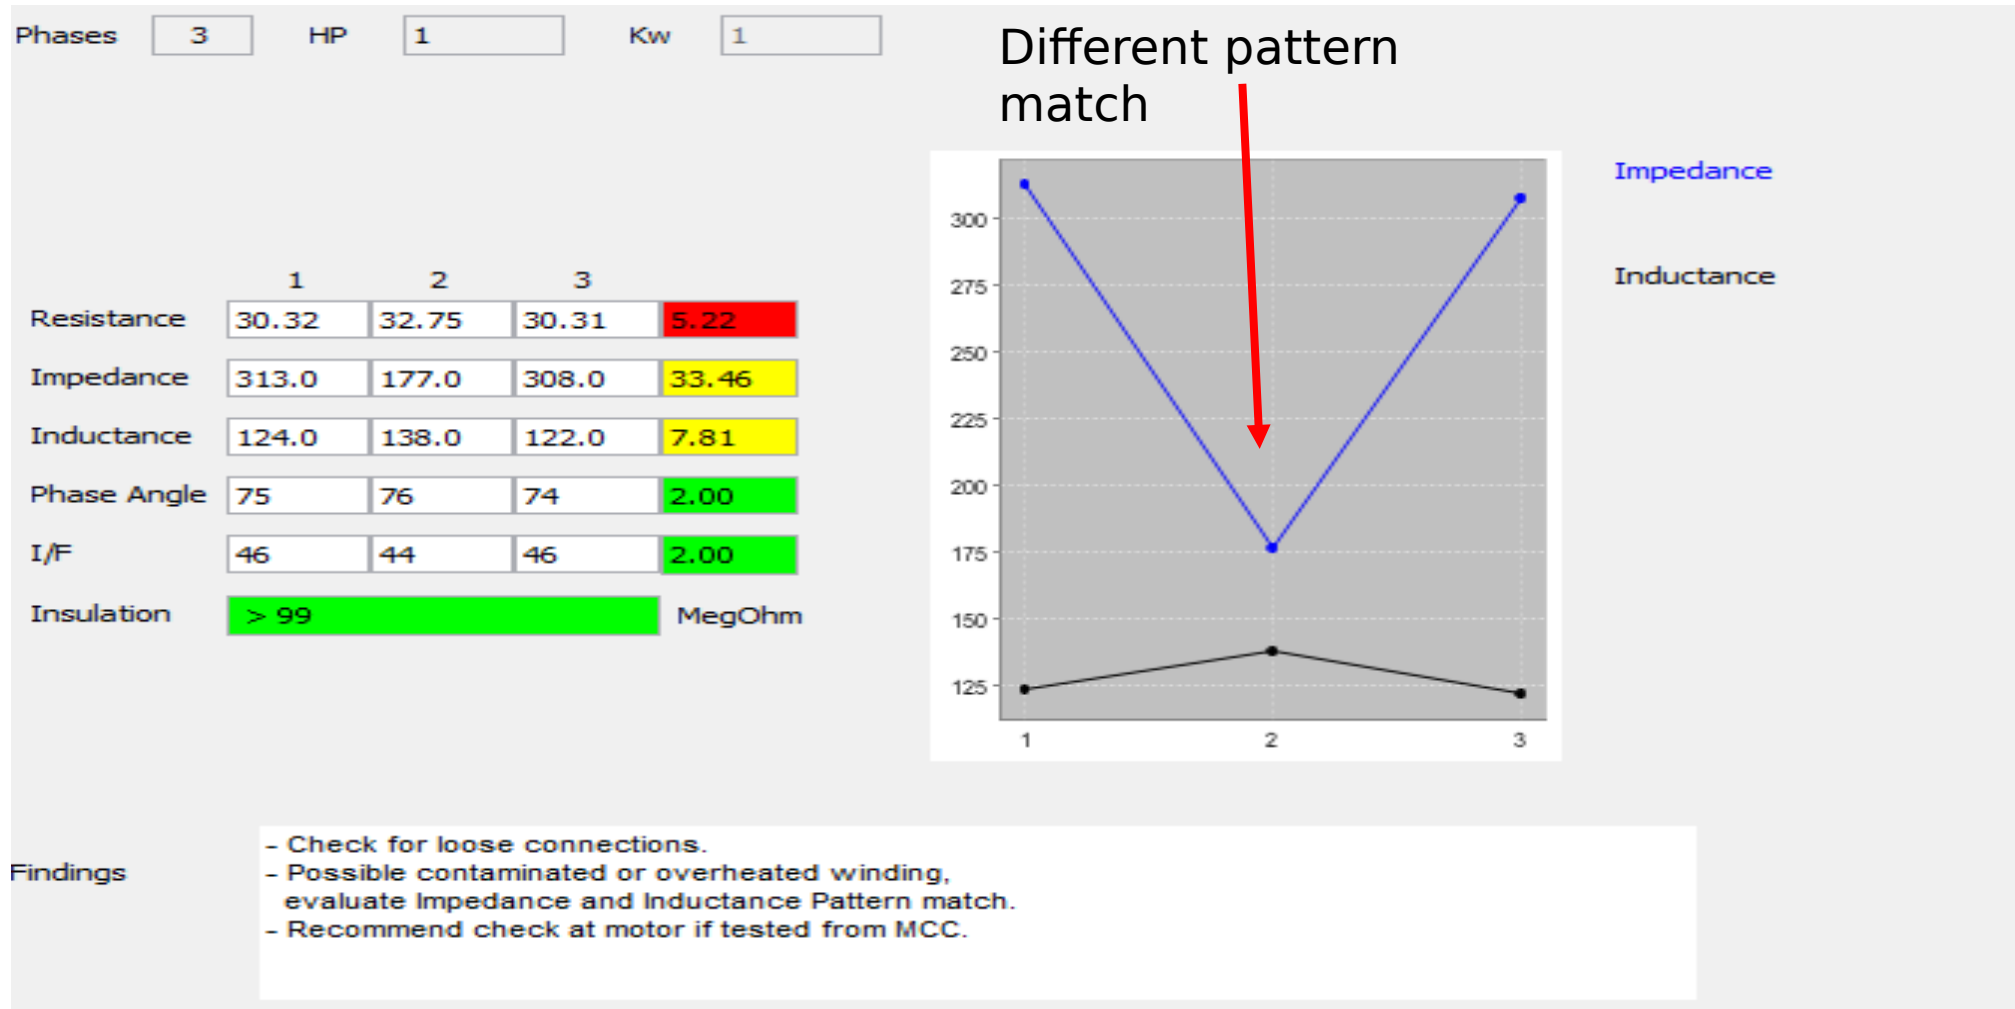 Phases 3 HP 1 Kw 1
Different pattern
match
1 2 3
Resistance 30.32 32.75 30.31 5.22
Impedance 313.0 177.0 308.0 33.46
Inductance 124.0 138.0 122.0 7.81
Phase Angle 75 76 74 2.00
I/F 46 44 46 2.00
Insulation > 99 MegOhm
300
275
250
225
200
175
150
125
1 2 3
Impedance
Inductance
Findings
- Check for loose connections.
- Possible contaminated or overheated winding,
evaluate Impedance and Inductance Pattern match.
- Recommend check at motor if tested from MCC.